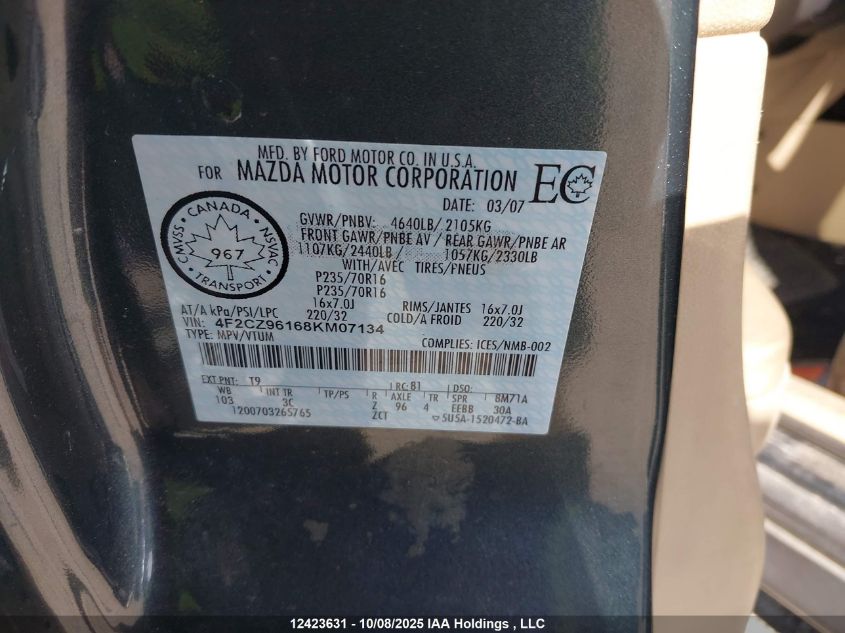 MFD. BY FORD MOTOR CO. IN U.S.A.
FOR MAZDA MOTOR CORPORATION EC
DATE: 03/07
CANADA
CMVSS 967 NSVAC
TRANSPORT
GVWR/PNBV: 4640LB/ 2105KG
FRONT GAWR/PNBE AV / REAR GAWR/PNBE AR
1107KG/2440LB / 1057KG/2330LB
WITH/AVEC TIRES/PNEUS
P235/70R16
P235/70R16
16x7.0J RIMS/JANTES 16x7.0J
AT/A kPa/PSI/LPC 220/32 COLD/A FROID 220/32
VIN: 4F2CZ96168KM07134
TYPE: MPV/VTUM COMPLIES: ICES/NMB-002
EXT PNT: T9 RC: 81 DSO:
WB INT TR TP/PS R AXLE TR SPR 8M71A
103 3C Z 96 4 EEBB 30A
1200703265765 ZCT 5U5A-1520472-BA
12423631 - 10/08/2025 IAA Holdings , LLC